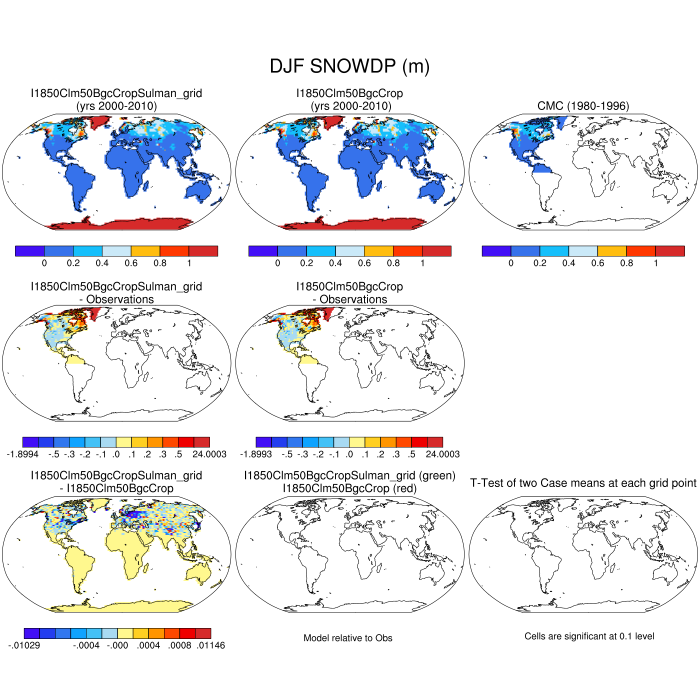 DJF SNOWDP (m)
I1850Clm50BgcCropSulman_grid
(yrs 2000-2010)
I1850Clm50BgcCrop
(yrs 2000-2010)
CMC (1980-1996)
0 0.2 0.4 0.6 0.8 1
0 0.2 0.4 0.6 0.8 1
0 0.2 0.4 0.6 0.8 1
I1850Clm50BgcCropSulman_grid
- Observations
I1850Clm50BgcCrop
- Observations
-1.8994 -.5 -.3 -.2 -.1 .0 .1 .2 .3 .5 24.0003
-1.8993 -.5 -.3 -.2 -.1 .0 .1 .2 .3 .5 24.0003
I1850Clm50BgcCropSulman_grid
- I1850Clm50BgcCrop
I1850Clm50BgcCropSulman_grid (green)
I1850Clm50BgcCrop (red)
T-Test of two Case means at each grid point
-.01029 -.0004 -.000 .0004 .0008 .01146
Model relative to Obs
Cells are significant at 0.1 level